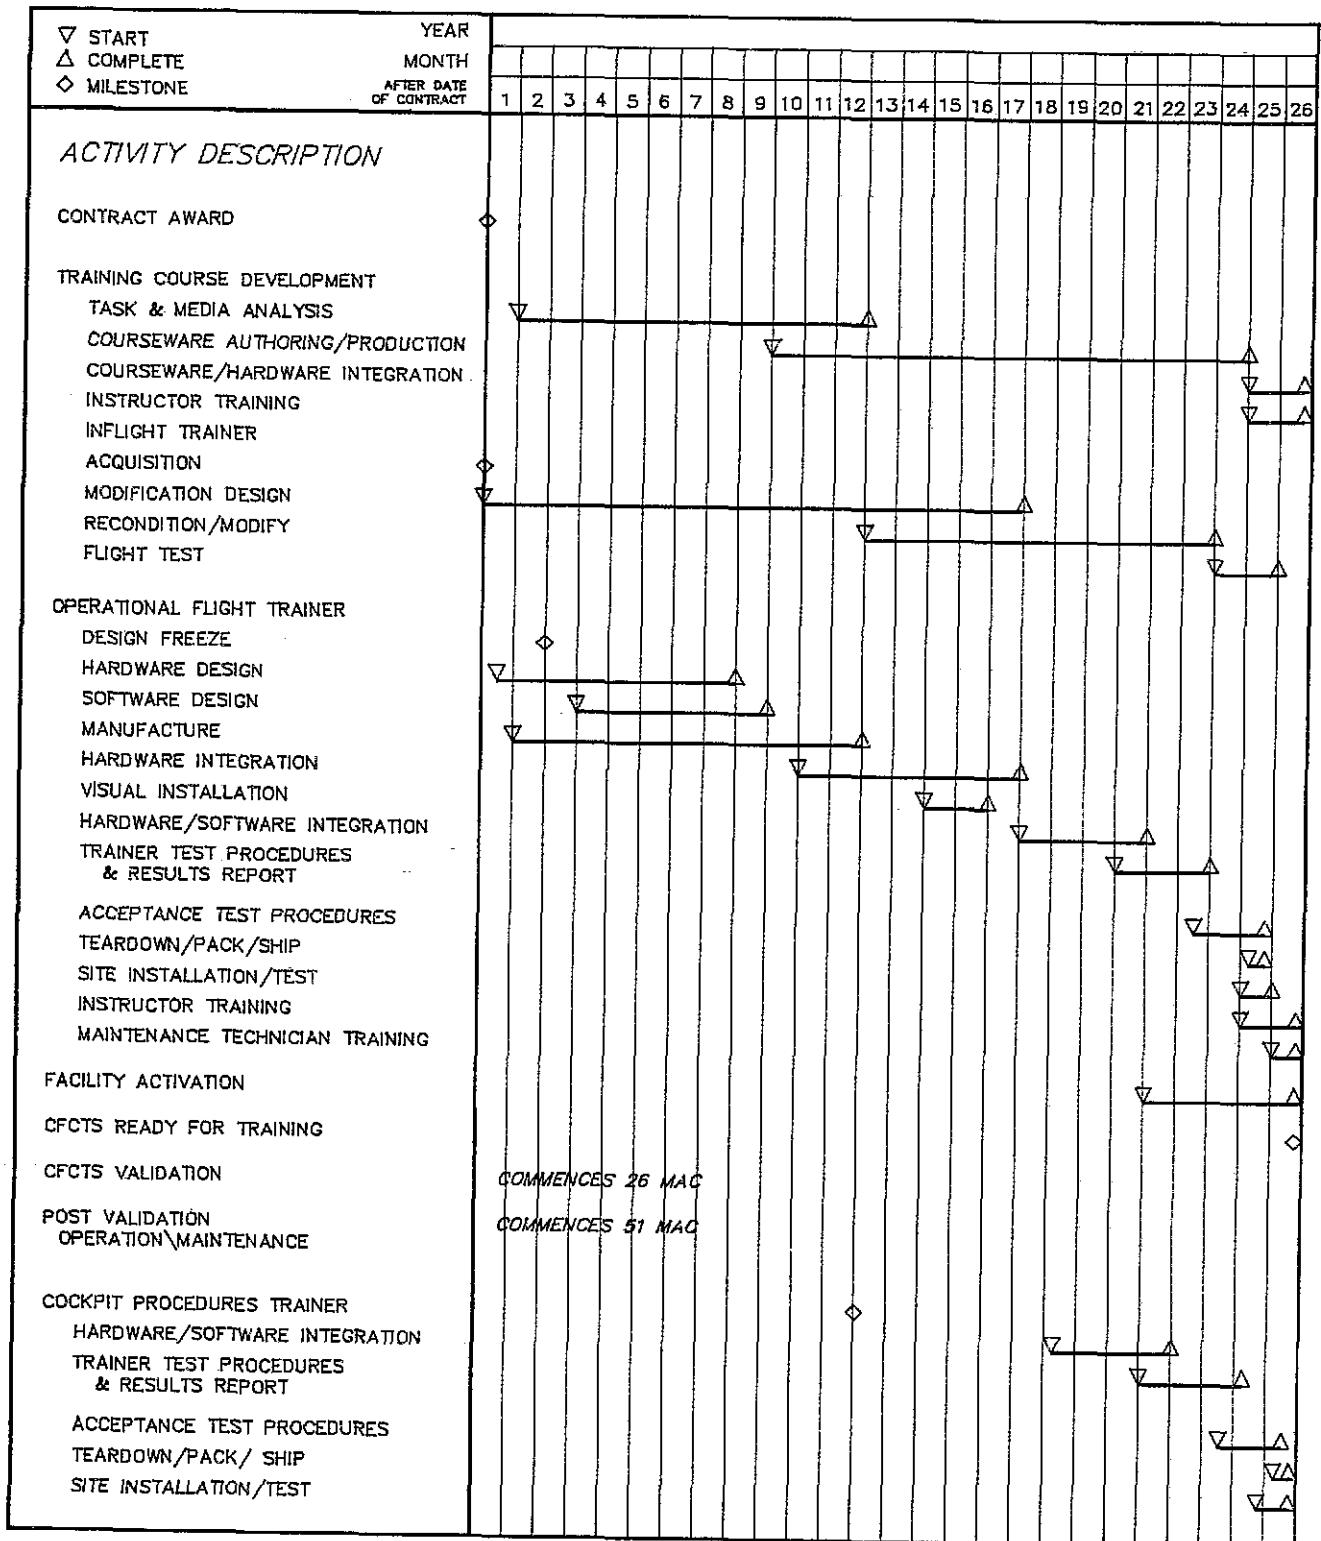 ▽ START YEAR
△ COMPLETE MONTH
◇ MILESTONE AFTER DATE OF CONTRACT
1 2 3 4 5 6 7 8 9 10 11 12 13 14 15 16 17 18 19 20 21 22 23 24 25 26
ACTIVITY DESCRIPTION
CONTRACT AWARD
TRAINING COURSE DEVELOPMENT
TASK & MEDIA ANALYSIS
COURSEWARE AUTHORING/PRODUCTION
COURSEWARE/HARDWARE INTEGRATION
INSTRUCTOR TRAINING
INFLIGHT TRAINER
ACQUISITION
MODIFICATION DESIGN
RECONDITION/MODIFY
FLIGHT TEST
OPERATIONAL FLIGHT TRAINER
DESIGN FREEZE
HARDWARE DESIGN
SOFTWARE DESIGN
MANUFACTURE
HARDWARE INTEGRATION
VISUAL INSTALLATION
HARDWARE/SOFTWARE INTEGRATION
TRAINER TEST PROCEDURES
& RESULTS REPORT
ACCEPTANCE TEST PROCEDURES
TEARDOWN/PACK/SHIP
SITE INSTALLATION/TEST
INSTRUCTOR TRAINING
MAINTENANCE TECHNICIAN TRAINING
FACILITY ACTIVATION
CFCTS READY FOR TRAINING
CFCTS VALIDATION COMMENCES 26 MAC
POST VALIDATION COMMENCES 51 MAC
OPERATION\MAINTENANCE
COCKPIT PROCEDURES TRAINER
HARDWARE/SOFTWARE INTEGRATION
TRAINER TEST PROCEDURES
& RESULTS REPORT
ACCEPTANCE TEST PROCEDURES
TEARDOWN/PACK/ SHIP
SITE INSTALLATION/TEST